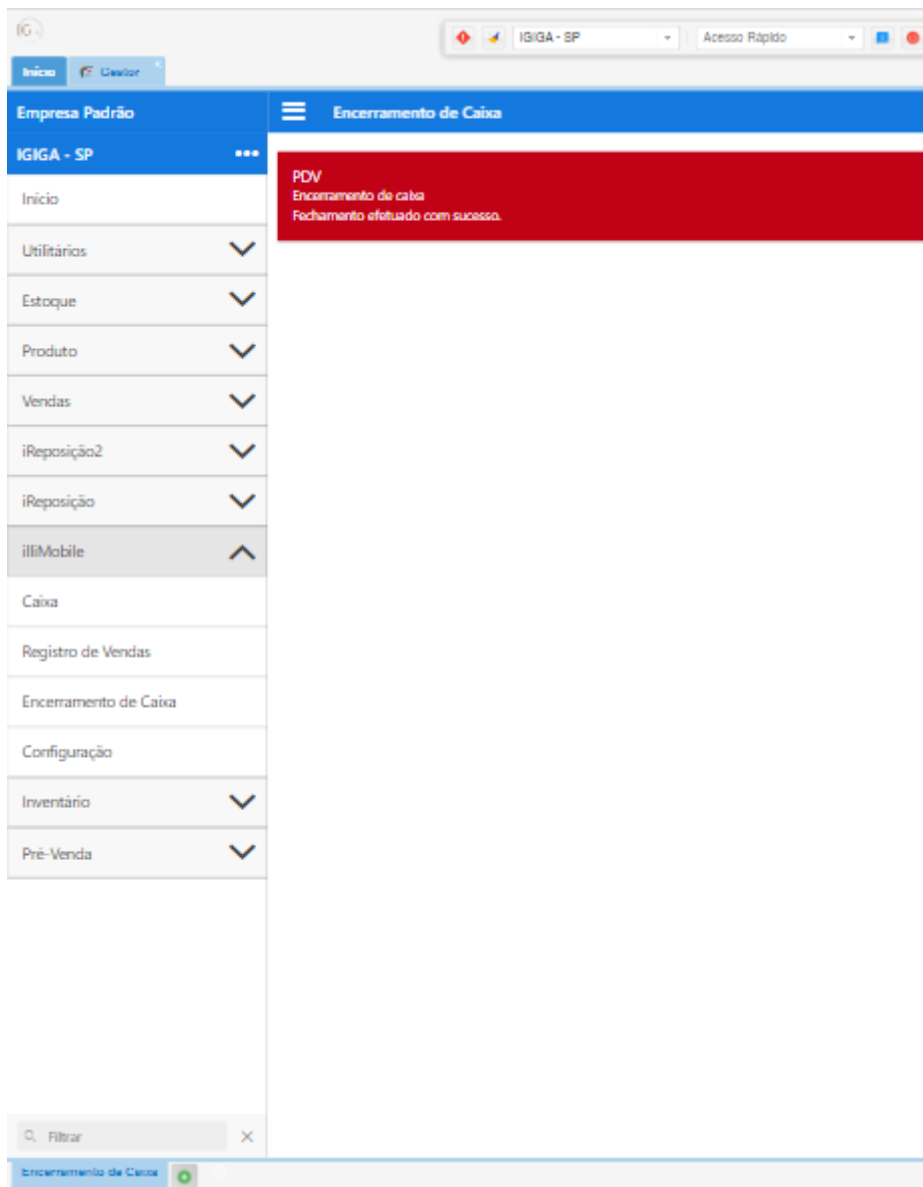 IG
IGIGA - SP
Acesso Rápido
Início
Gestor
Empresa Padrão
Encerramento de Caixa
IGIGA - SP
PDV
Encerramento de caixa
Fechamento efetuado com sucesso.
Início
Utilitários
Estoque
Produto
Vendas
iReposição2
iReposição
illiMobile
Caixa
Registro de Vendas
Encerramento de Caixa
Configuração
Inventário
Pré-Venda
Filtrar
Encerramento de Caixa